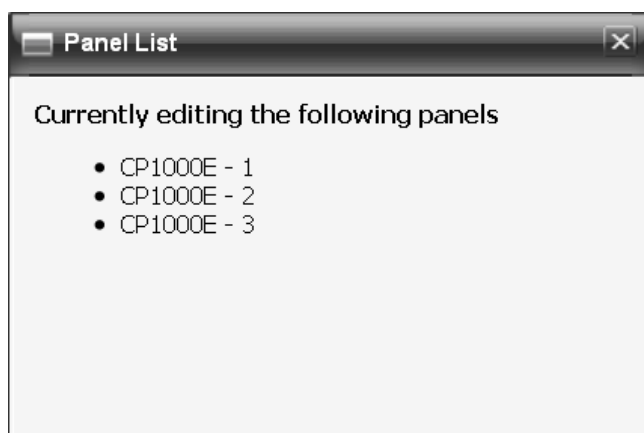 Panel List
Currently editing the following panels
• CP1000E - 1
• CP1000E - 2
• CP1000E - 3